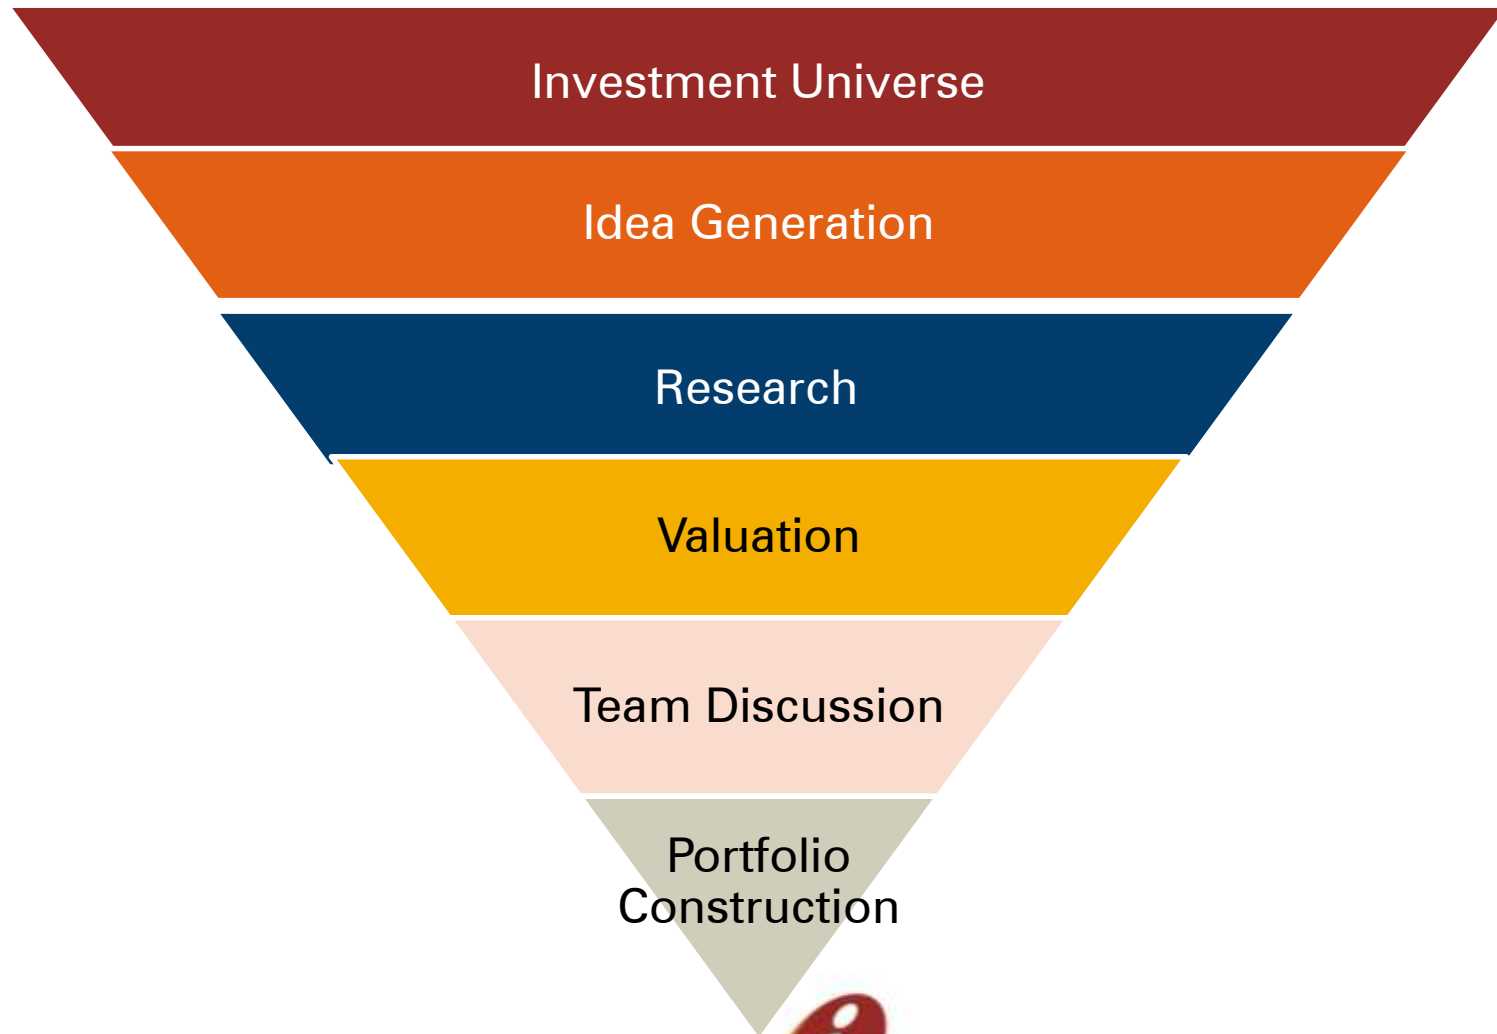 Investment Universe
Idea Generation
Research
Valuation
Team Discussion
Portfolio
Construction